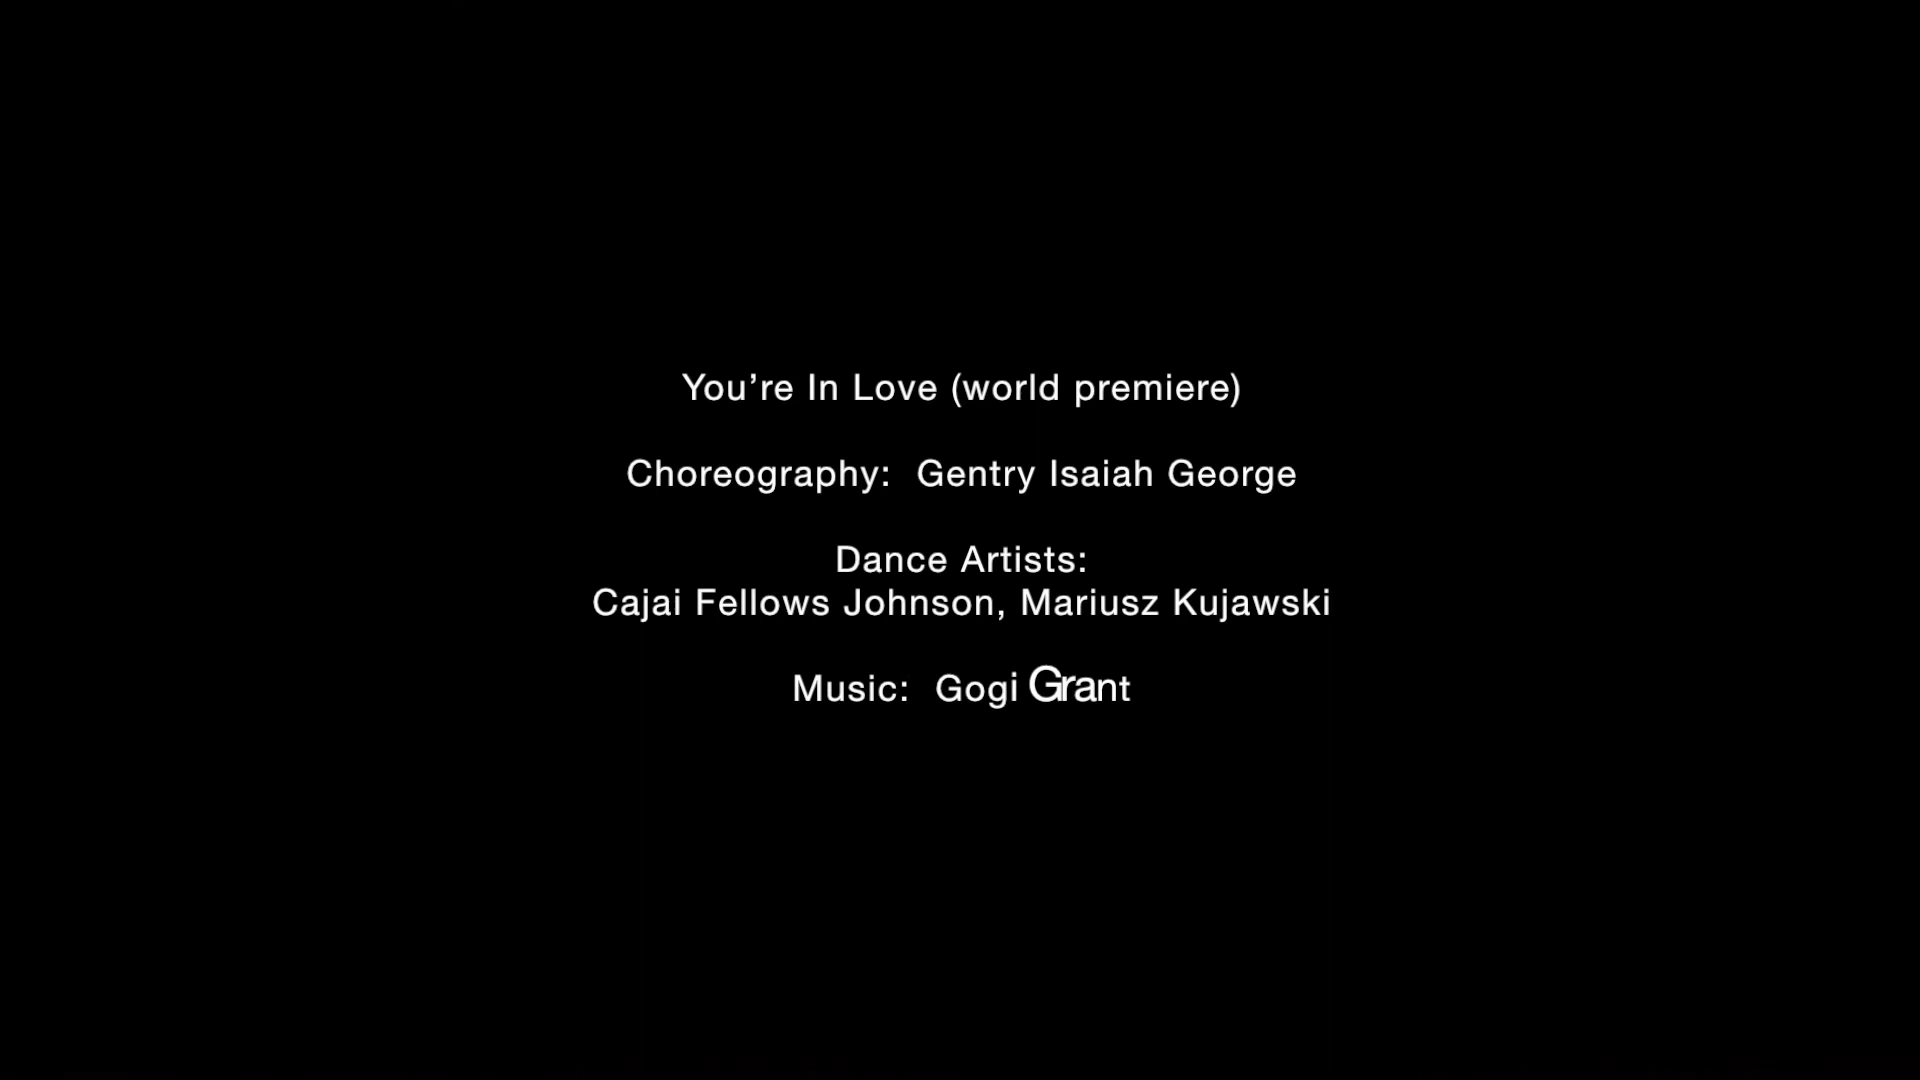 You’re In Love (world premiere)
Choreography: Gentry Isaiah George
Dance Artists:
Cajai Fellows Johnson, Mariusz Kujawski
Music: Gogi Grant